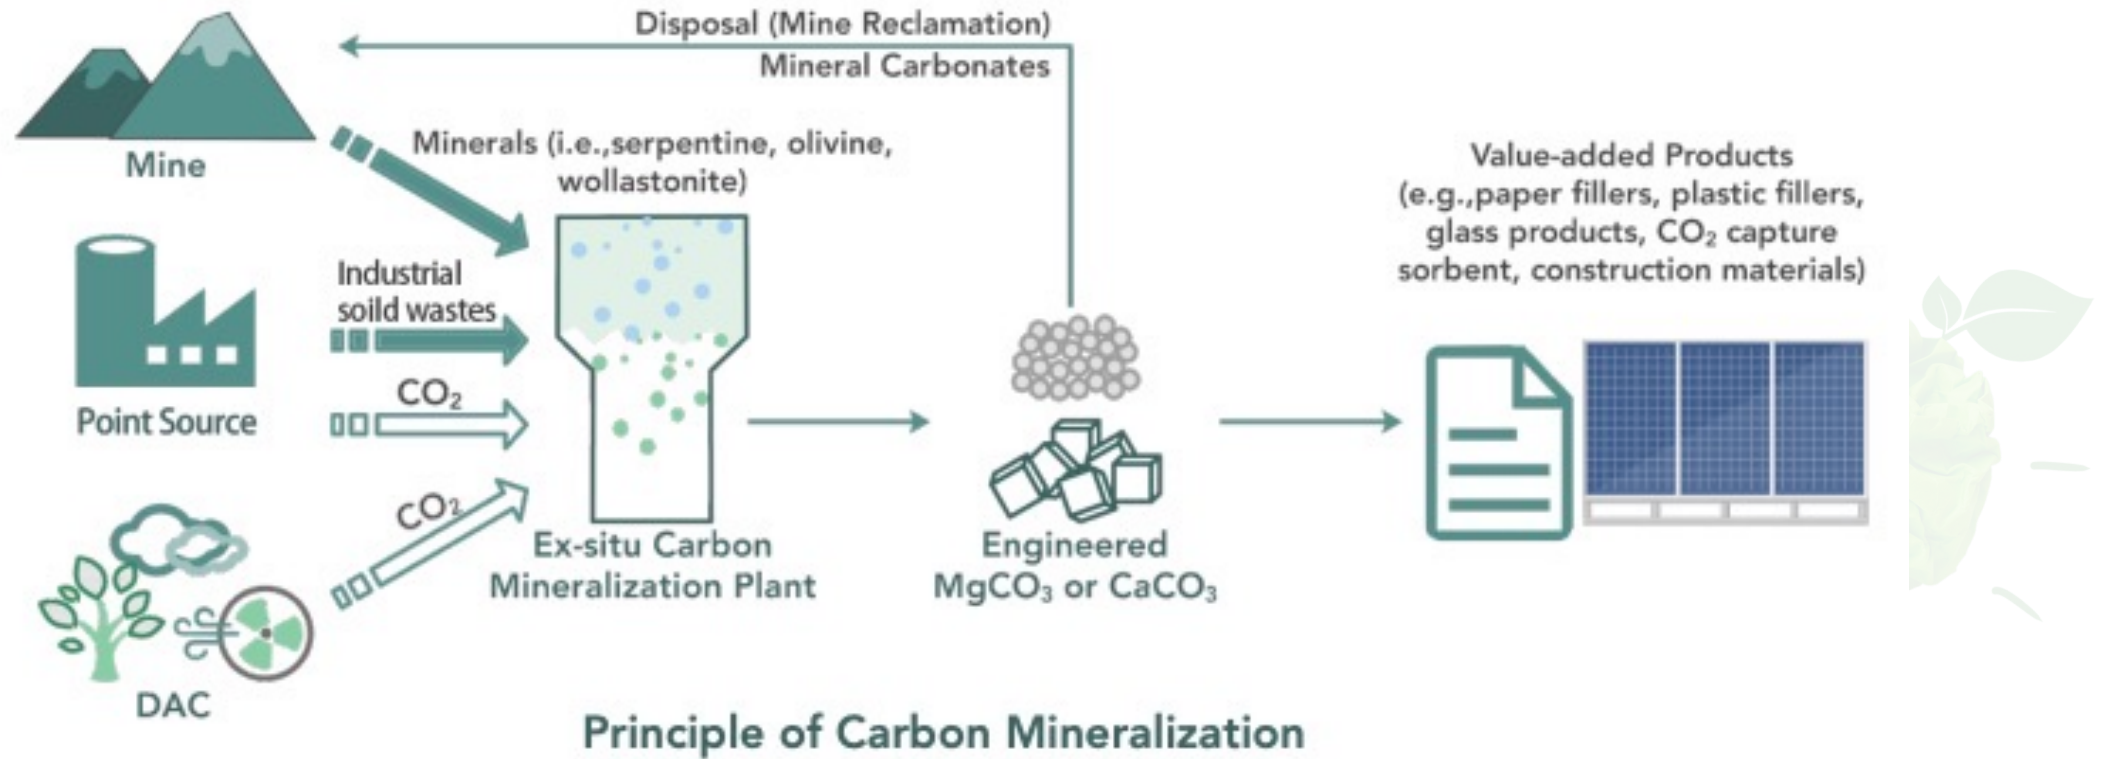 Disposal (Mine Reclamation)
Mineral Carbonates
Mine
Minerals (i.e.,serpentine, olivine,
wollastonite)
Industrial
soild wastes
Point Source
CO₂
CO₂
DAC
Ex-situ Carbon
Mineralization Plant
Engineered
MgCO₃ or CaCO₃
Value-added Products
(e.g.,paper fillers, plastic fillers,
glass products, CO₂ capture
sorbent, construction materials)
Principle of Carbon Mineralization